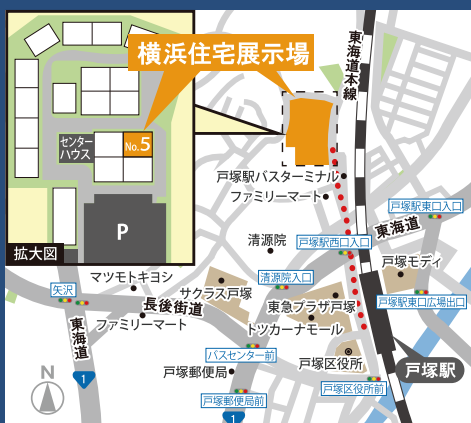 横浜住宅展示場
東海道本線
センター
ハウス
No.5
P
拡大図
戸塚駅バスターミナル
ファミリーマート
戸塚駅東口入口
東海道
清源院
戸塚駅西口入口
戸塚モディ
マツモトキヨシ
清源院入口
矢沢
サクラス戸塚
戸塚駅東口広場出口
長後街道
東急プラザ戸塚
ファミリーマート
トツカーナモール
東海道
バスセンター前
戸塚区役所
戸塚駅
戸塚郵便局
戸塚区役所前
N
1
戸塚郵便局前
1